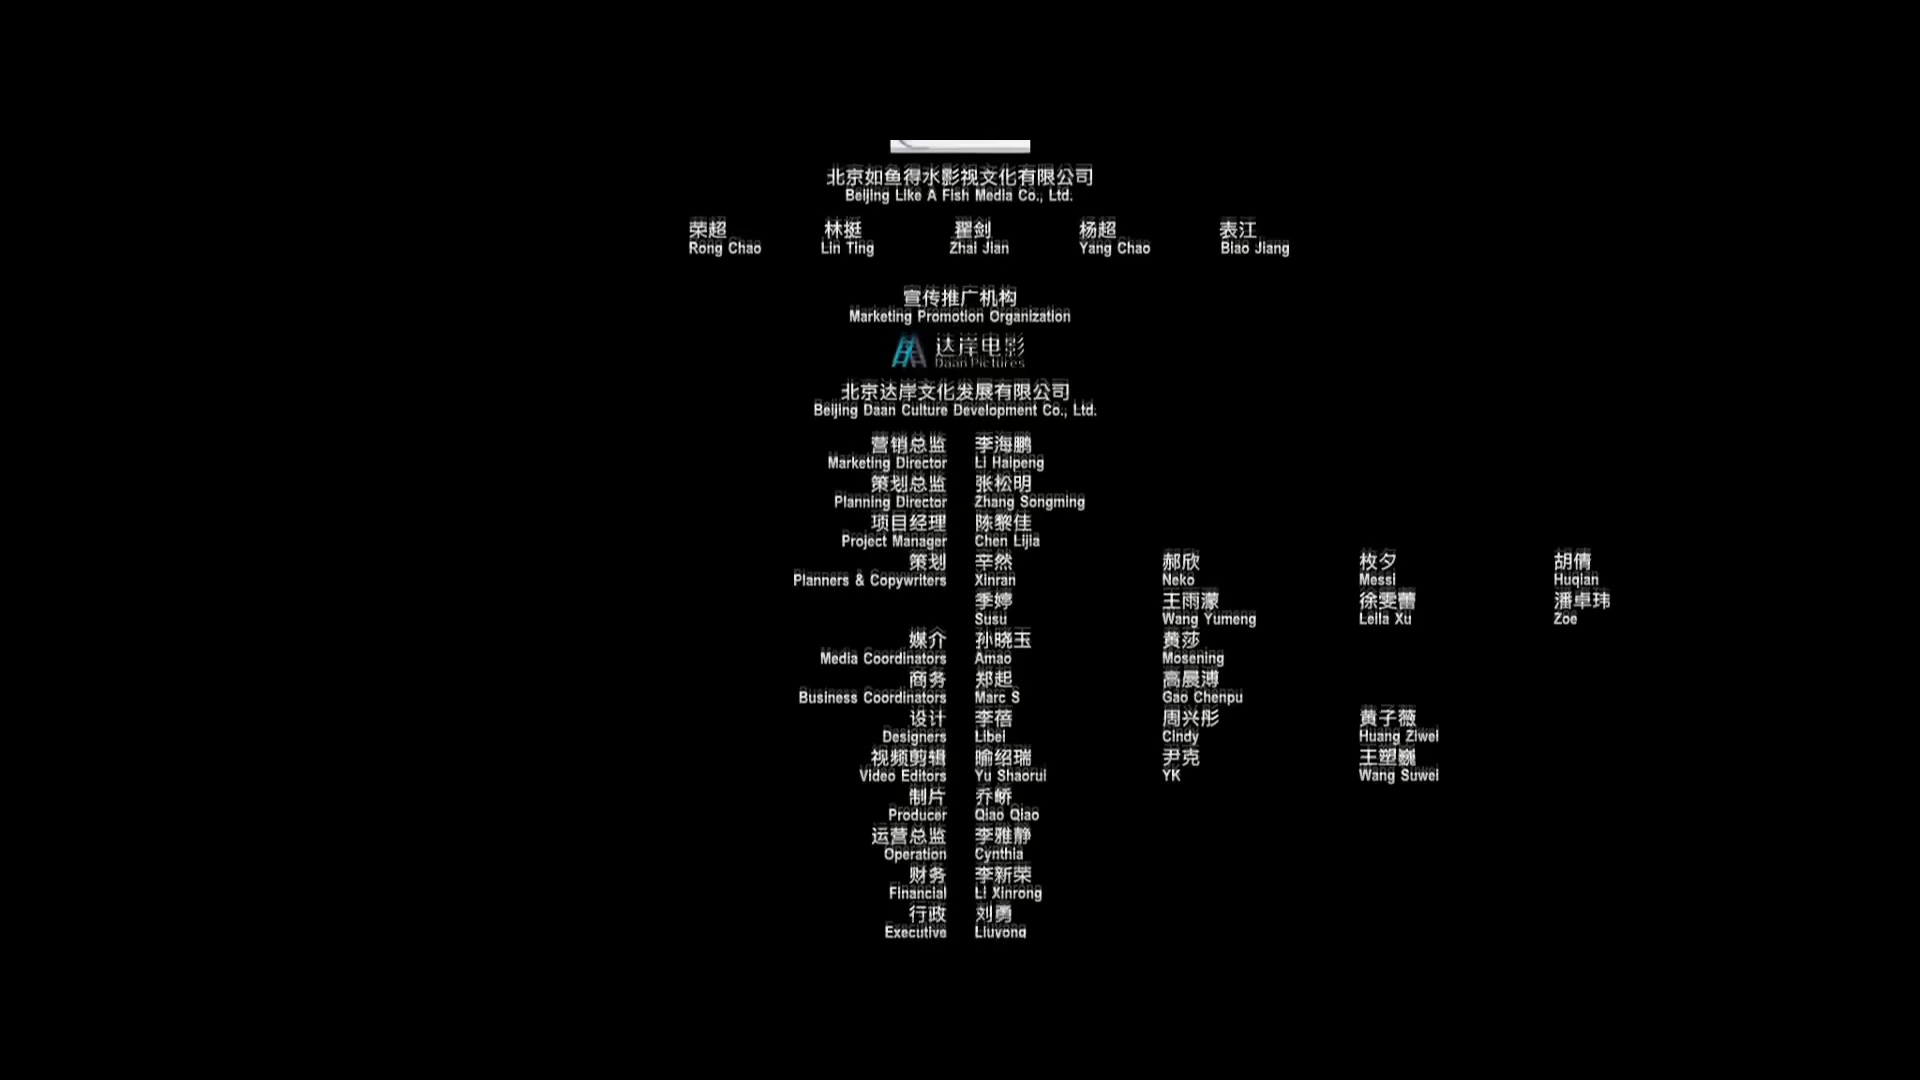 北京如鱼得水影视文化有限公司
Beijing Like A Fish Media Co., Ltd.
荣超 林挺 翟剑 杨超 表江
Rong Chao Lin Ting Zhai Jian Yang Chao Biao Jiang
宣传推广机构
Marketing Promotion Organization
达岸电影
Daan Pictures
北京达岸文化发展有限公司
Beijing Daan Culture Development Co., Ltd.
营销总监 李海鹏
Marketing Director Li Haipeng
策划总监 张松明
Planning Director Zhang Songming
项目经理 陈黎佳
Project Manager Chen Lijia
策划 辛然 郝欣 枚夕 胡倩
Planners & Copywriters Xinran Neko Messi Huqian
季婷 王雨濛 徐雯蕾 潘卓玮
Susu Wang Yumeng Leila Xu Zoe
媒介 孙晓玉 黄莎
Media Coordinators Amao Mosening
商务 郑起 高晨溥
Business Coordinators Marc S Gao Chenpu
设计 李蓓 周兴彤 黄子薇
Designers Libei Cindy Huang Ziwei
视频剪辑 喻绍瑞 尹克 王塑巍
Video Editors Yu Shaorui YK Wang Suwei
制片 乔峤
Producer Qiao Qiao
运营总监 李雅静
Operation Cynthia
财务 李新荣
Financial Li Xinrong
行政 刘勇
Executive Liuyong